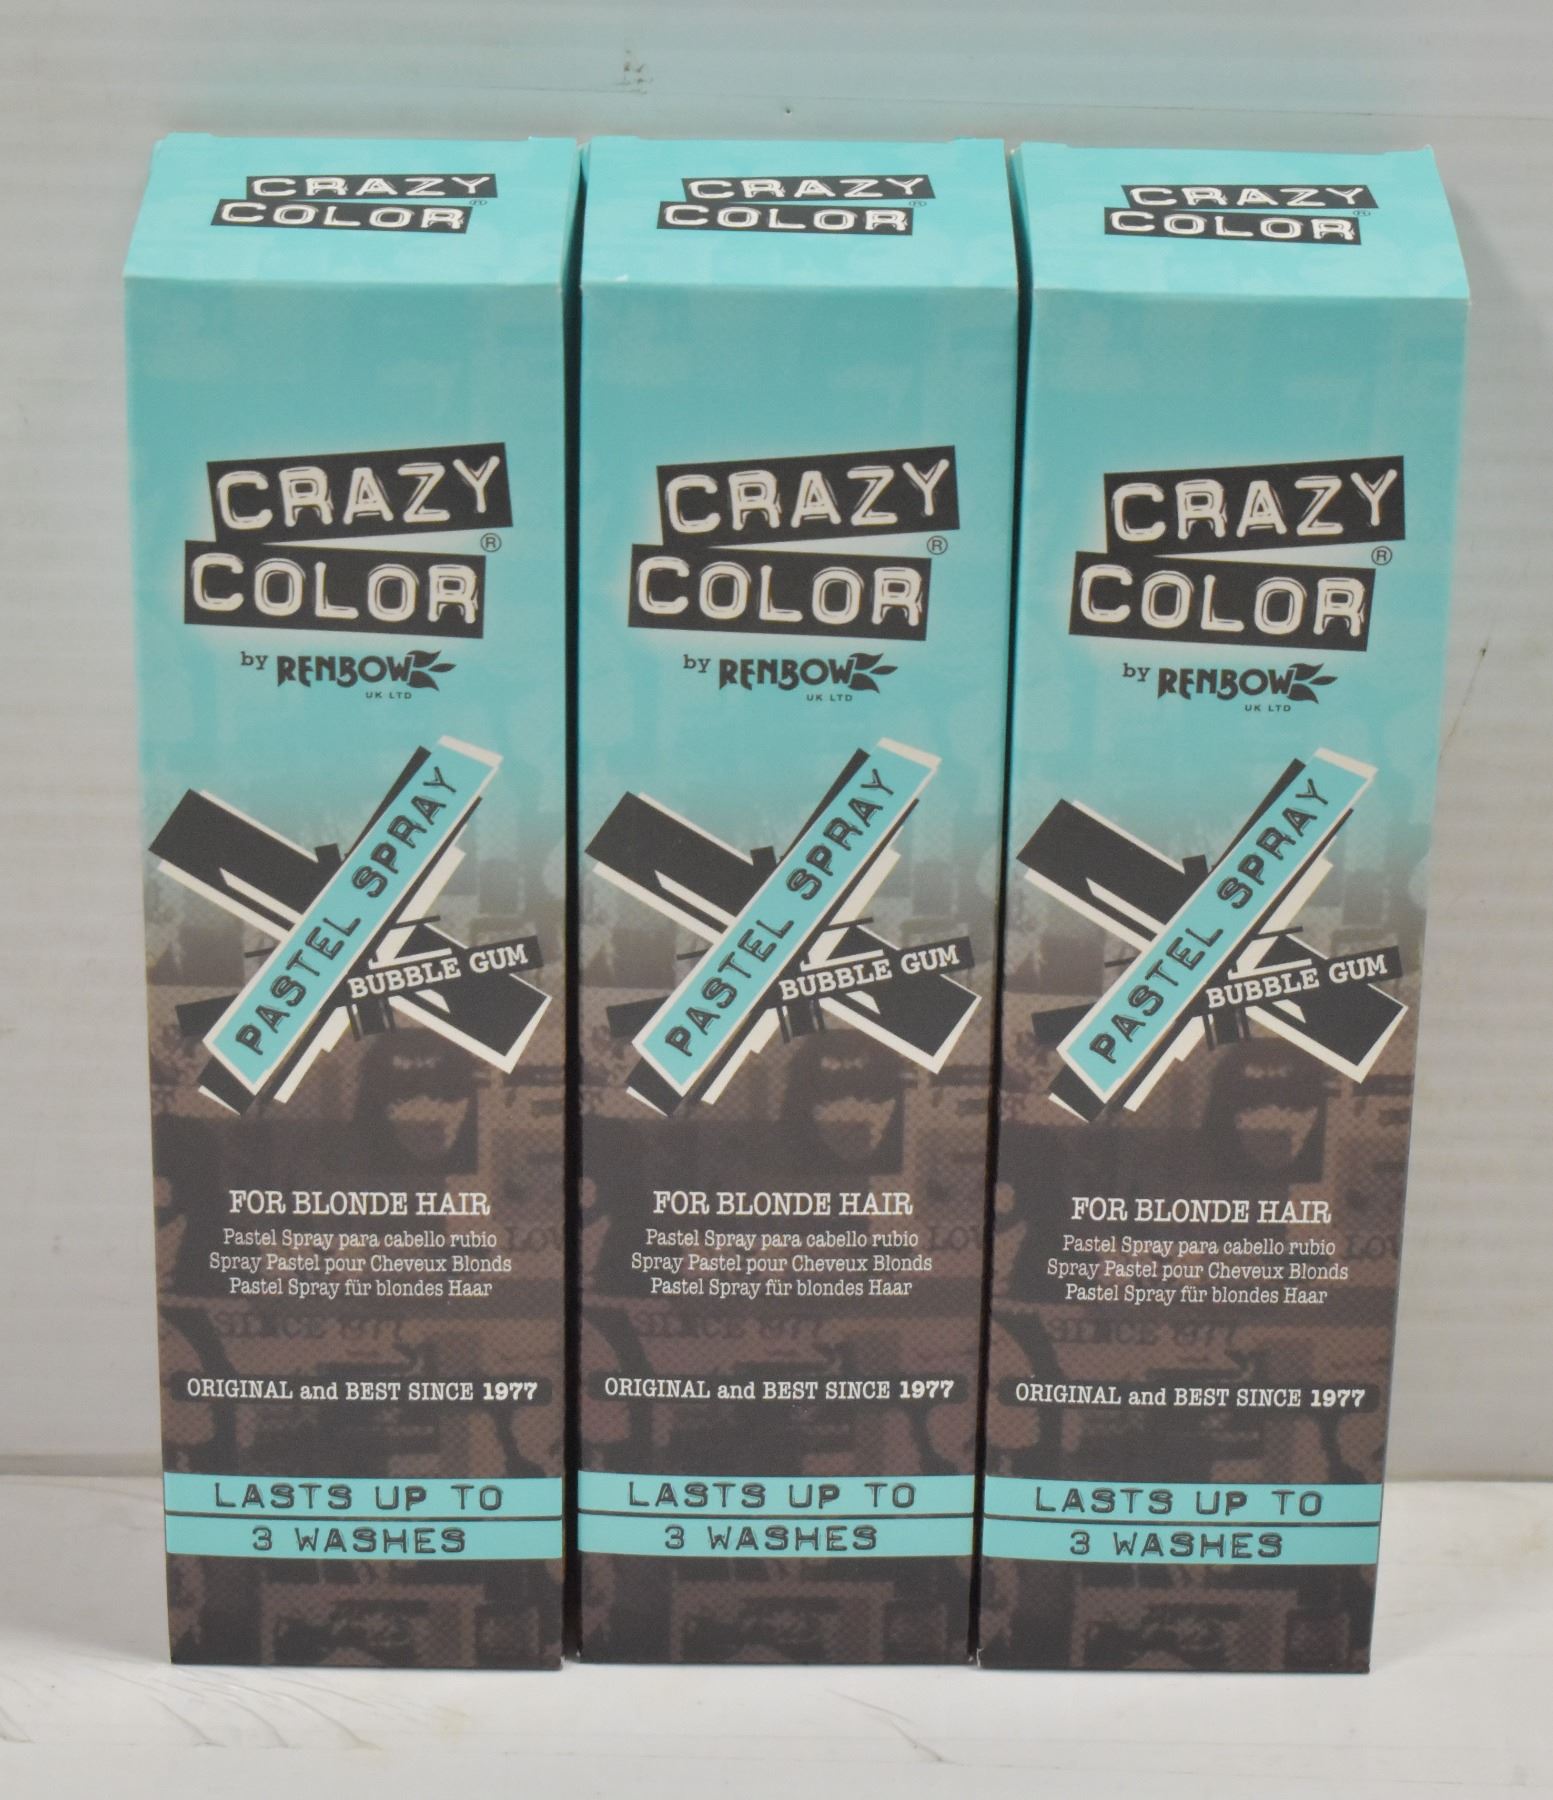 CRAZY
COLOR®
CRAZY
COLOR®
by RENBOW
UK LTD
PASTEL SPRAY
BUBBLE GUM
FOR BLONDE HAIR
Pastel Spray para cabello rubio
Spray Pastel pour Cheveux Blonds
Pastel Spray für blondes Haar
SINCE 1977
ORIGINAL and BEST SINCE 1977
LASTS UP TO
3 WASHES
CRAZY
COLOR®
CRAZY
COLOR®
by RENBOW
UK LTD
PASTEL SPRAY
BUBBLE GUM
FOR BLONDE HAIR
Pastel Spray para cabello rubio
Spray Pastel pour Cheveux Blonds
Pastel Spray für blondes Haar
SINCE 1977
ORIGINAL and BEST SINCE 1977
LASTS UP TO
3 WASHES
CRAZY
COLOR®
CRAZY
COLOR®
by RENBOW
UK LTD
PASTEL SPRAY
BUBBLE GUM
FOR BLONDE HAIR
Pastel Spray para cabello rubio
Spray Pastel pour Cheveux Blonds
Pastel Spray für blondes Haar
SINCE 1977
ORIGINAL and BEST SINCE 1977
LASTS UP TO
3 WASHES